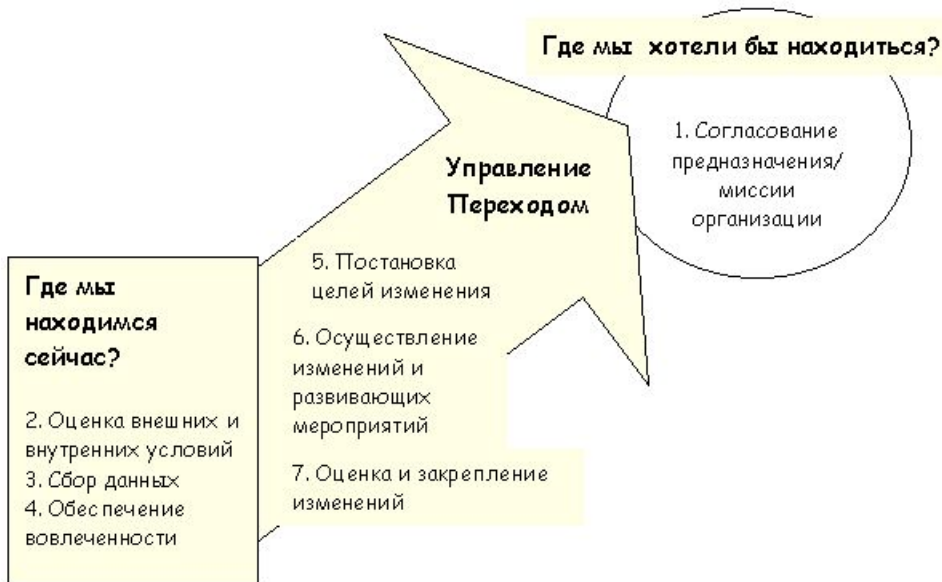 Где мы хотели бы находиться?
1. Согласование
предназначения/
миссии
организации
Управление
Переходом
5. Постановка
целей изменения
6. Осуществление
изменений и
развивающих
мероприятий
7. Оценка и закрепление
изменений
Где мы
находимся
сейчас?
2. Оценка внешних и
внутренних условий
3. Сбор данных
4. Обеспечение
вовлеченности